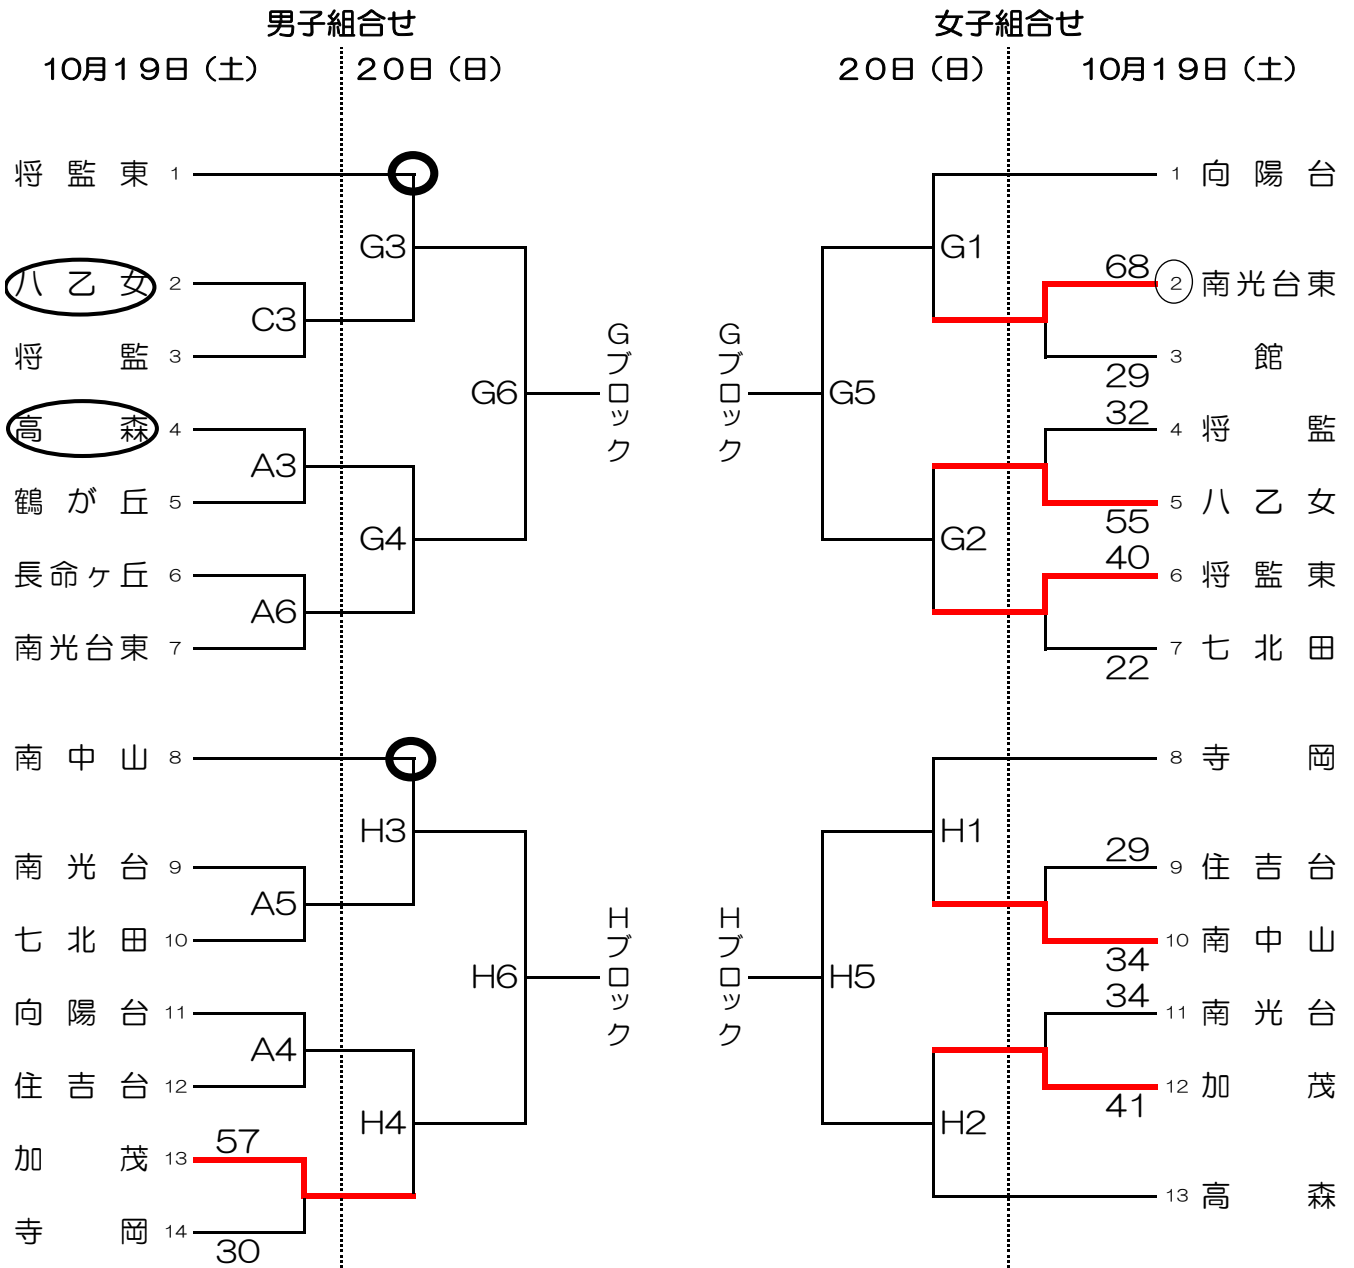 男子組合せ
10月19日（土） 20日（日）
将監東 1
G3
八乙女 2
C3
将監 3
Gブロック
G6
高森 4
A3
鶴が丘 5
G4
長命ヶ丘 6
A6
南光台東 7
南中山 8
H3
南光台 9
A5
七北田 10
Hブロック
H6
向陽台 11
A4
住吉台 12
H4
57
加茂 13
寺岡 14
30
女子組合せ
20日（日） 10月19日（土）
1 向陽台
G1
68
2 南光台東
3 館
29
Gブロック
G5
32
4 将監
5 八乙女
55
G2
40
6 将監東
7 七北田
22
8 寺岡
H1
29
9 住吉台
10 南中山
34
Hブロック
H5
34
11 南光台
12 加茂
41
H2
13 高森